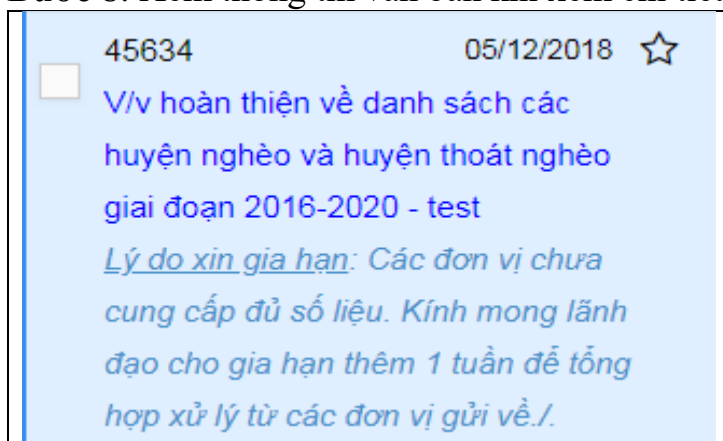 45634 05/12/2018
V/v hoàn thiện về danh sách các
huyện nghèo và huyện thoát nghèo
giai đoạn 2016-2020 - test
Lý do xin gia hạn: Các đơn vị chưa
cung cấp đủ số liệu. Kính mong lãnh
đạo cho gia hạn thêm 1 tuần để tổng
hợp xử lý từ các đơn vị gửi về./.